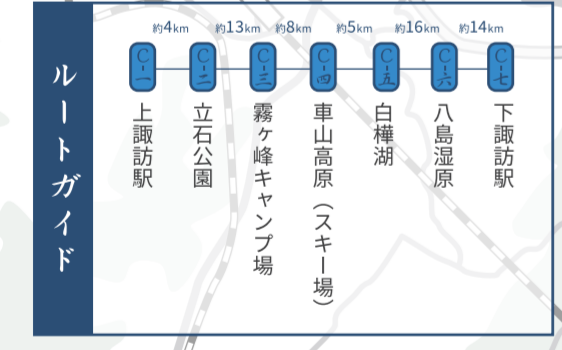 ルートガイド
約4km 約13km 約8km 約5km 約16km 約14km
C-一 C-二 C-三 C-四 C-五 C-六 C-七
上諏訪駅
立石公園
霧ヶ峰キャンプ場
車山高原（スキー場）
白樺湖
八島湿原
下諏訪駅